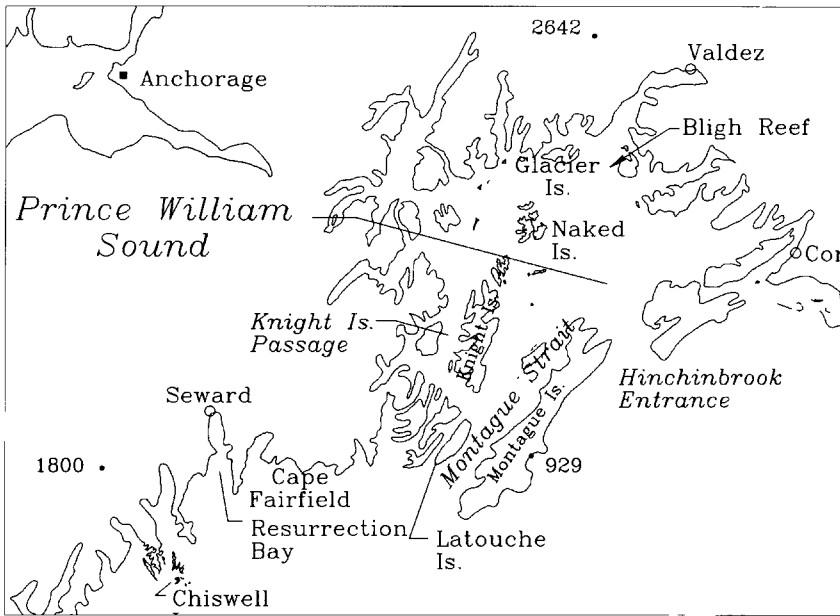 2642
Valdez
Anchorage
Bligh Reef
Glacier
Is.
Prince William
Sound
Naked
Is.
Cor
Knight Is.
Passage
Knight Is.
Montague Strait
Montague Is.
Hinchinbrook
Entrance
Seward
1800
929
Cape
Fairfield
Resurrection
Bay
Latouche
Is.
Chiswell